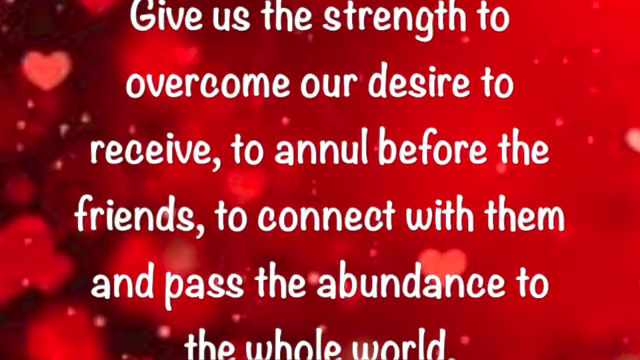 Give us the strength to
overcome our desire to
receive, to annul before the
friends, to connect with them
and pass the abundance to
the whole world.